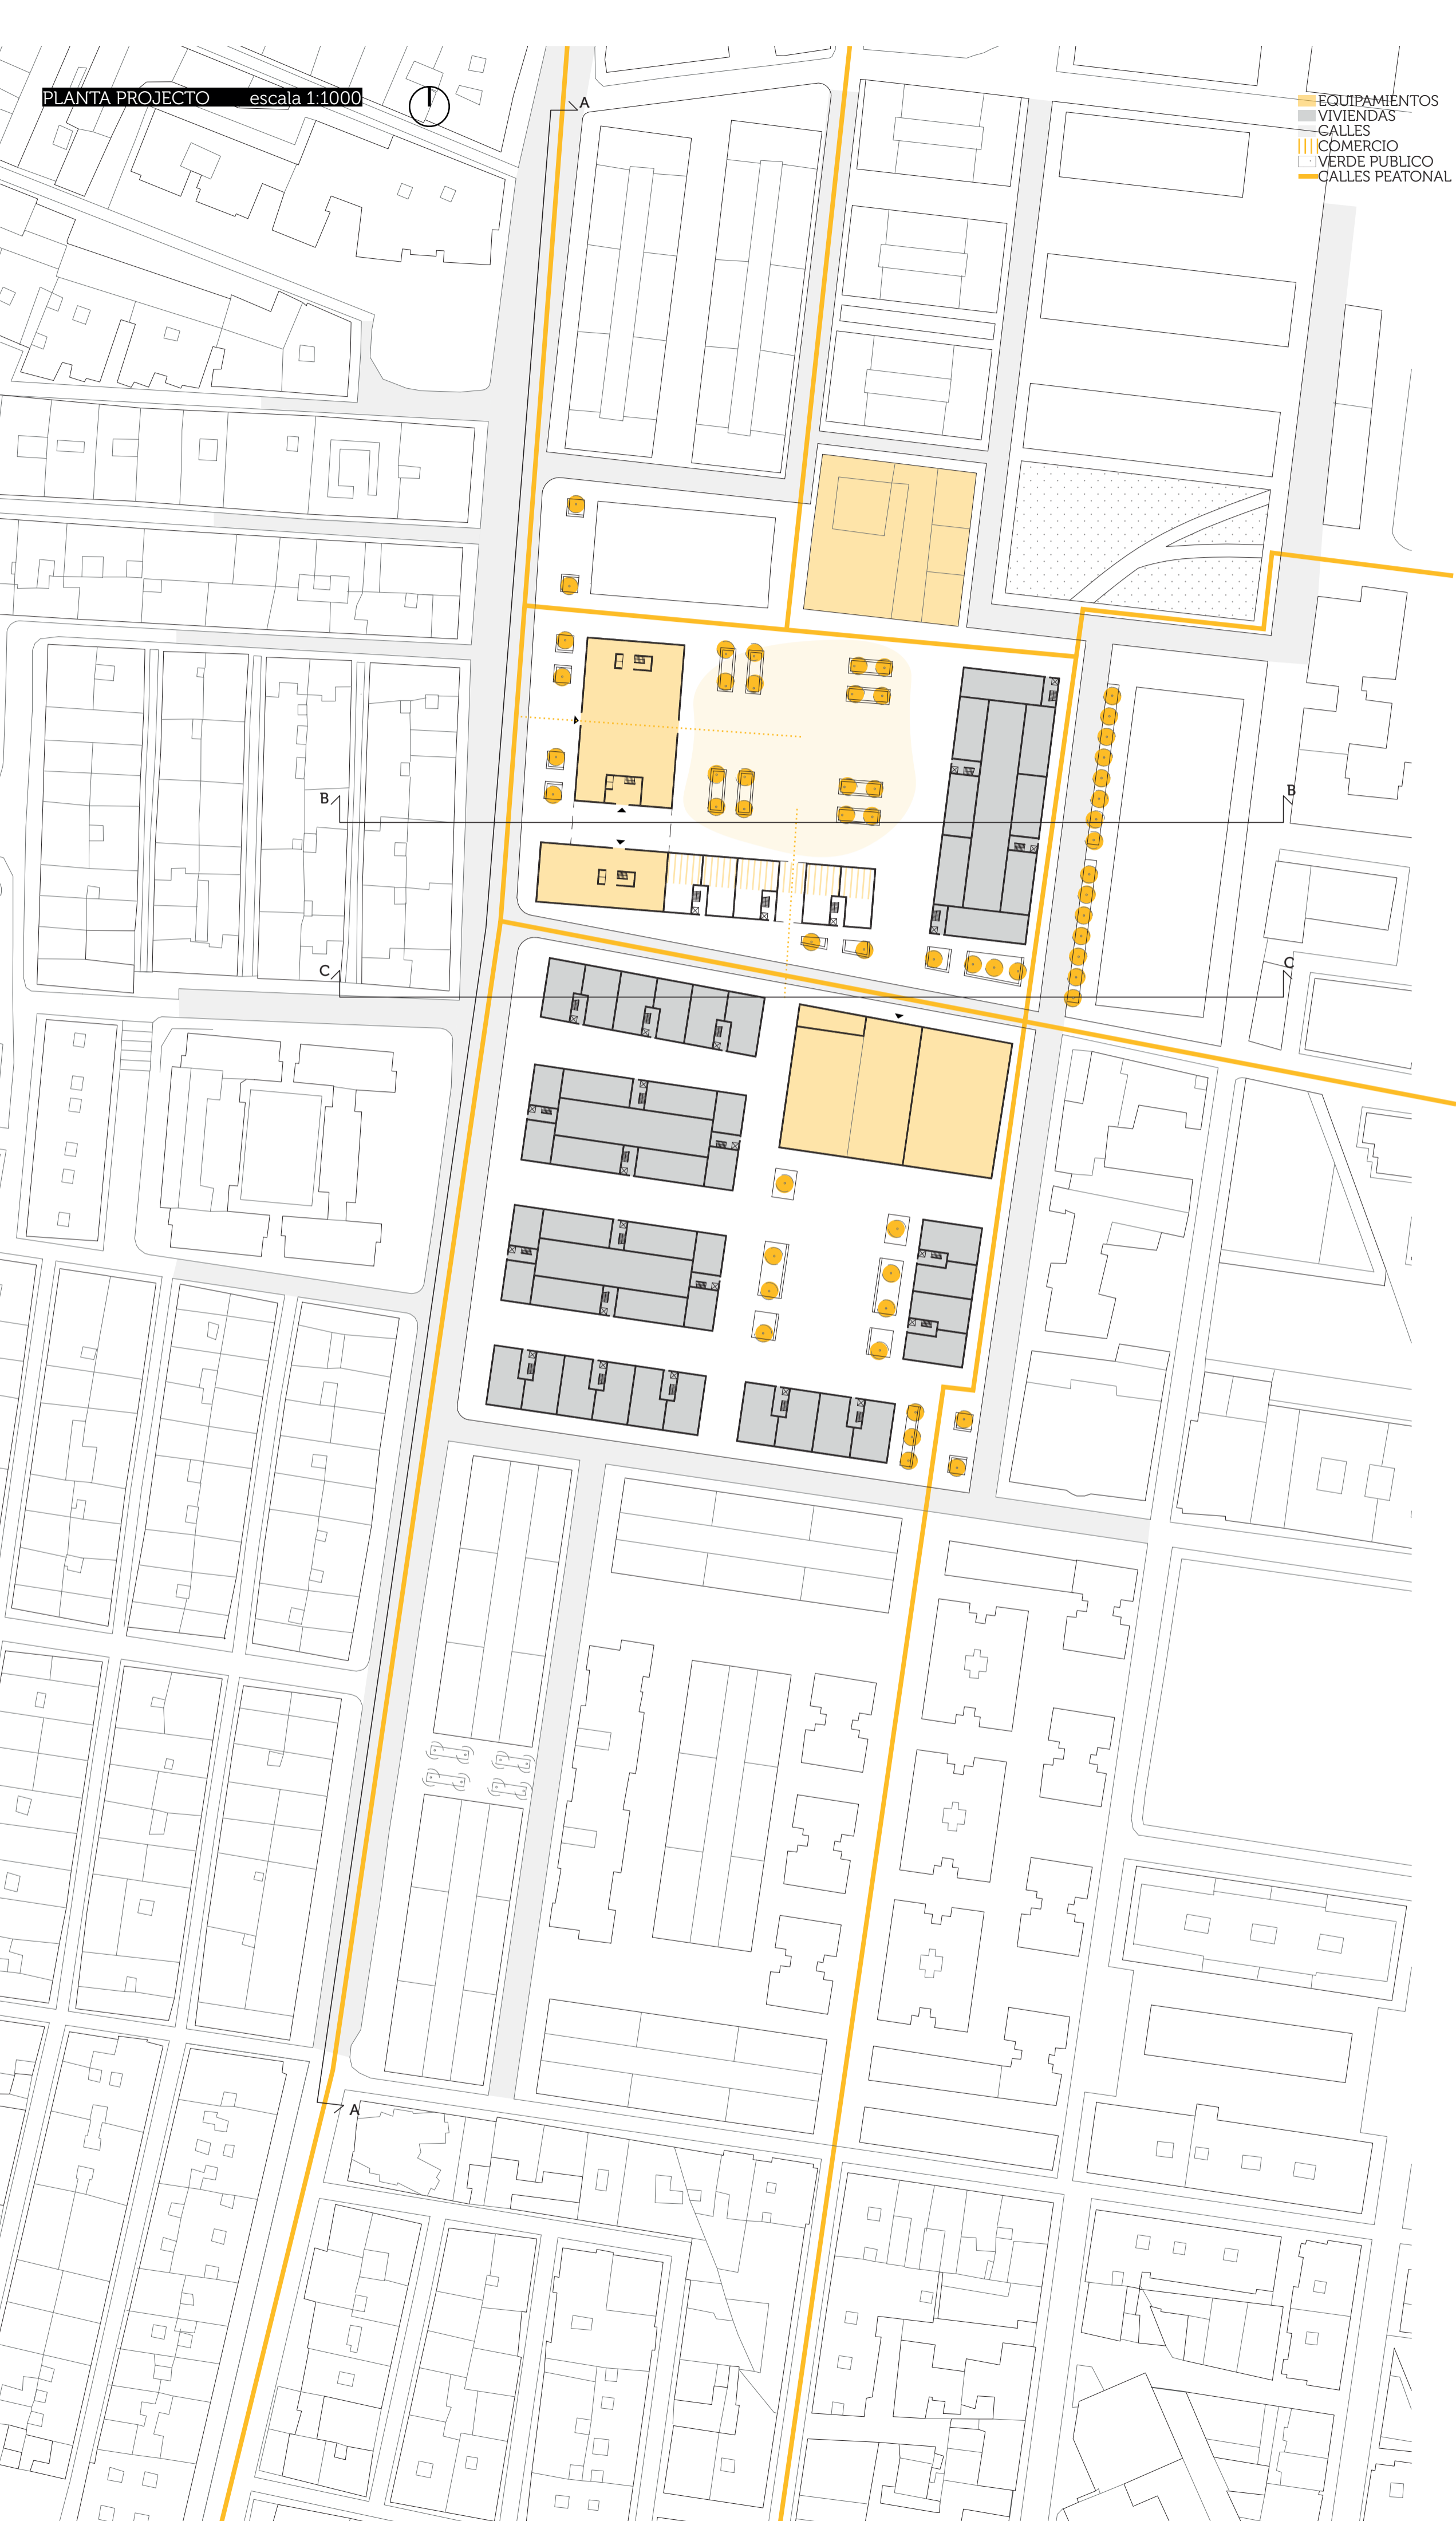 PLANTA PROJECTO escala 1:1000
A
EQUIPAMIENTOS
VIVIENDAS
CALLES
COMERCIO
VERDE PUBLICO
CALLES PEATONAL
B
B
C
C
A